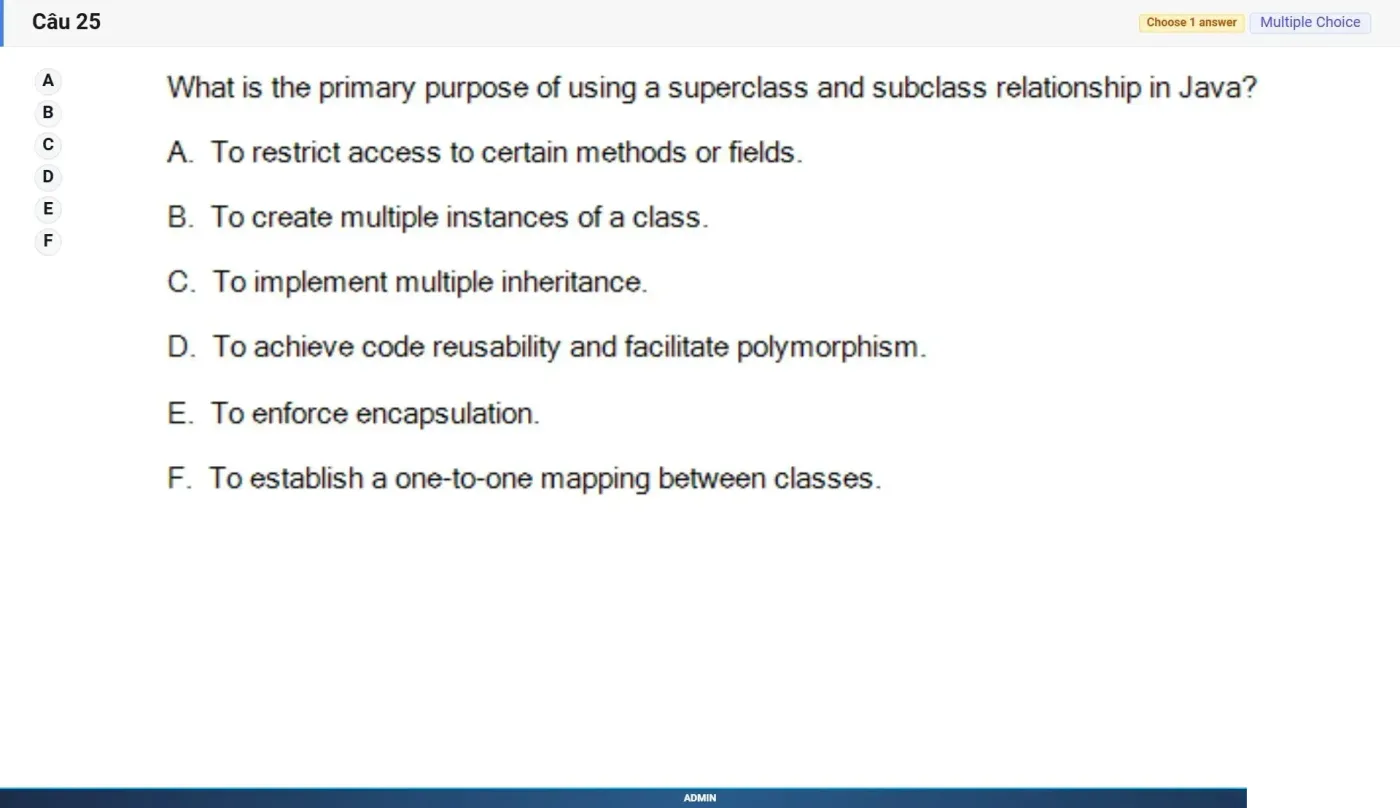 Câu 25
Choose 1 answer
Multiple Choice
A
B
C
D
E
F
What is the primary purpose of using a superclass and subclass relationship in Java?
A. To restrict access to certain methods or fields.
B. To create multiple instances of a class.
C. To implement multiple inheritance.
D. To achieve code reusability and facilitate polymorphism.
E. To enforce encapsulation.
F. To establish a one-to-one mapping between classes.
ADMIN